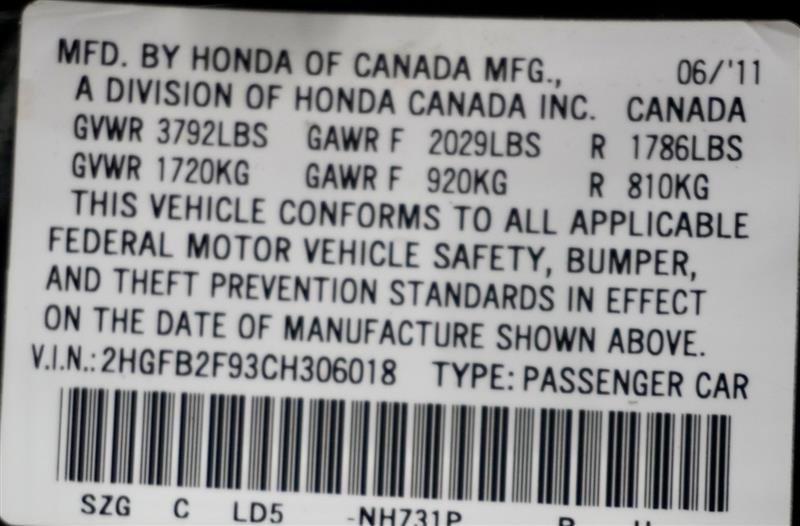 MFD. BY HONDA OF CANADA MFG., 06/'11
A DIVISION OF HONDA CANADA INC. CANADA
GVWR 3792LBS GAWR F 2029LBS R 1786LBS
GVWR 1720KG GAWR F 920KG R 810KG
THIS VEHICLE CONFORMS TO ALL APPLICABLE
FEDERAL MOTOR VEHICLE SAFETY, BUMPER,
AND THEFT PREVENTION STANDARDS IN EFFECT
ON THE DATE OF MANUFACTURE SHOWN ABOVE.
V.I.N.: 2HGFB2F93CH306018 TYPE: PASSENGER CAR
SZG C LD5 -NH731P